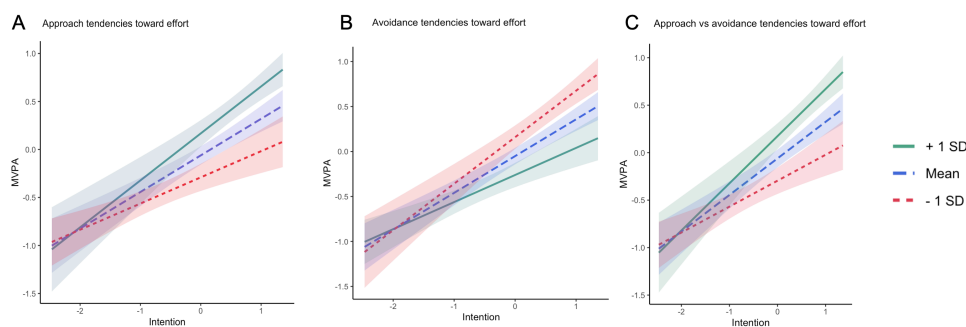 A Approach tendencies toward effort
1.0
0.5
0.0
-0.5
-1.0
-1.5
MVPA
-2 -1 0 1
Intention
B Avoidance tendencies toward effort
1.0
0.5
0.0
-0.5
-1.0
-1.5
MVPA
-2 -1 0 1
Intention
C Approach vs avoidance tendencies toward effort
1.0
0.5
0.0
-0.5
-1.0
-1.5
MVPA
-2 -1 0 1
Intention
+ 1 SD
Mean
- 1 SD